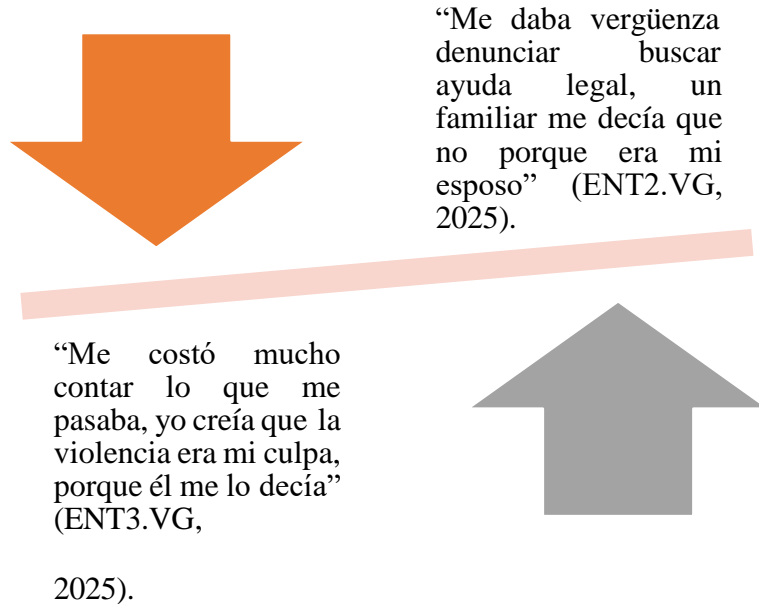 “Me daba vergüenza
denunciar buscar
ayuda legal, un
familiar me decía que
no porque era mi
esposo” (ENT2.VG,
2025).
“Me costó mucho
contar lo que me
pasaba, yo creía que la
violencia era mi culpa,
porque él me lo decía”
(ENT3.VG,
2025).